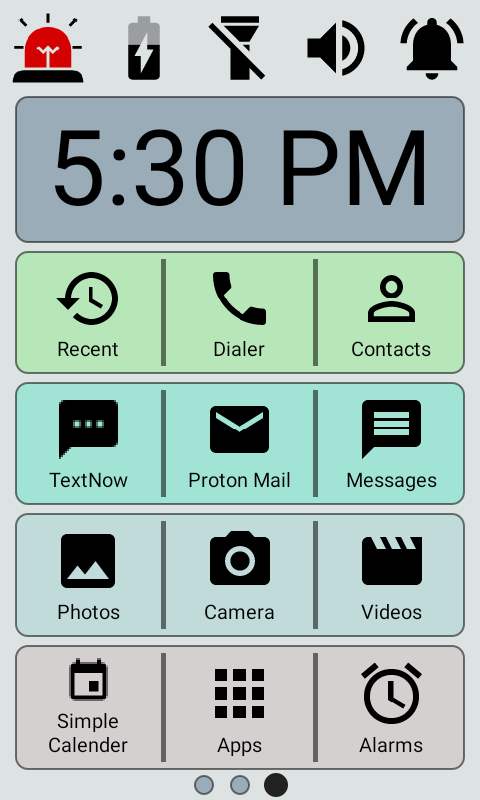 5:30 PM
Recent
Dialer
Contacts
TextNow
Proton Mail
Messages
Photos
Camera
Videos
Simple
Calender
Apps
Alarms